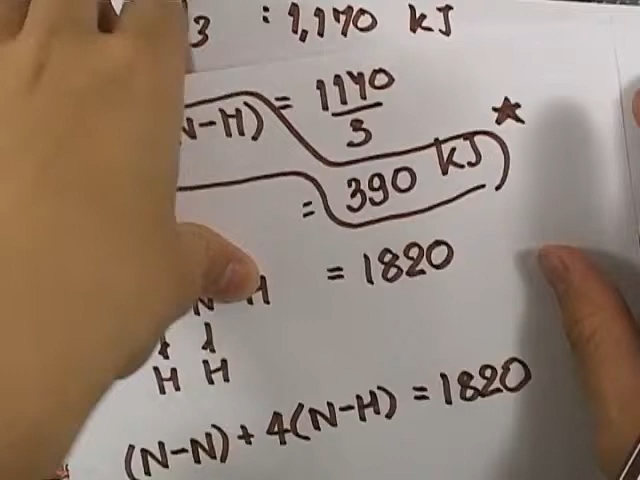 3 : 1,170 kJ
N-H) = 1170
3
= 390 kJ
N H = 1820
H H
(N-N) + 4(N-H) = 1820